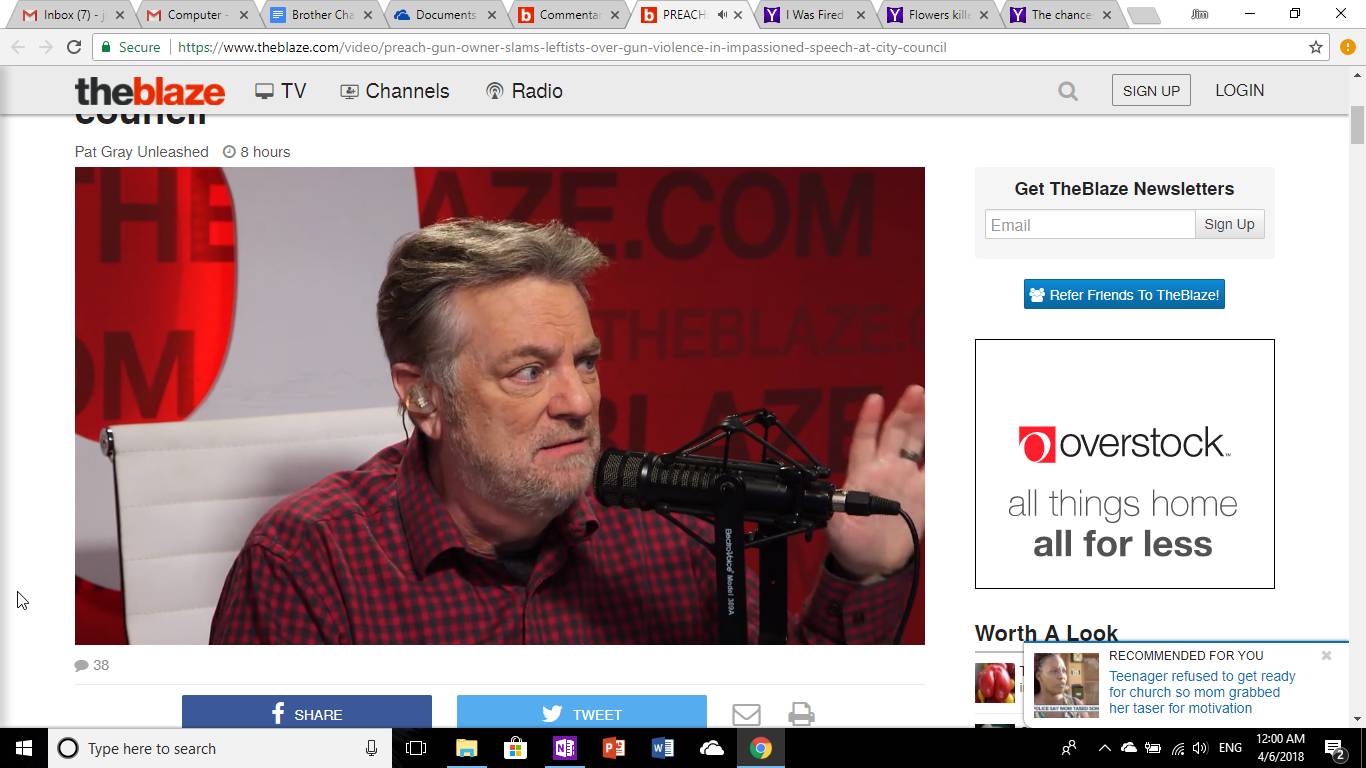 Inbox (7) - j
Computer -
Brother Cha
Documents
Commentar
PREACH
I Was Fired
Flowers kille
The chance
Jim
Secure
https://www.theblaze.com/video/preach-gun-owner-slams-leftists-over-gun-violence-in-impassioned-speech-at-city-council
theblaze
TV
Channels
Radio
SIGN UP
LOGIN
council
Pat Gray Unleashed
8 hours
THE
AZE.COM
THEBLAZE.C
OM
BLAZE
ElectroVoice Model 309A
38
SHARE
TWEET
Get TheBlaze Newsletters
Email
Sign Up
Refer Friends To TheBlaze!
overstock
all things home
all for less
Worth A Look
RECOMMENDED FOR YOU
Teenager refused to get ready
for church so mom grabbed
her taser for motivation
Type here to search
ENG
12:00 AM
4/6/2018
2